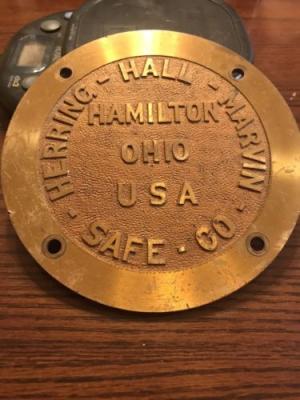 HERRING - HALL - MARVIN
HAMILTON
OHIO
USA
- SAFE - CO -